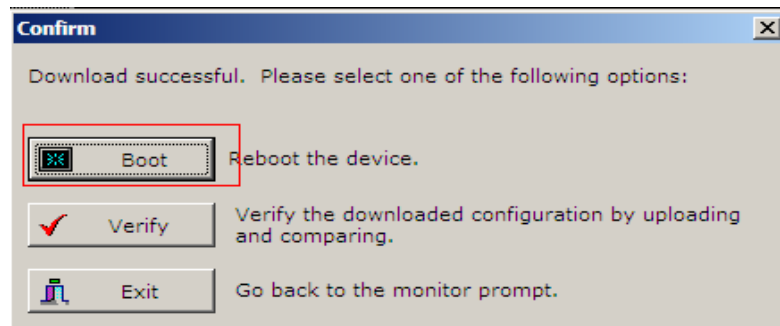 Confirm
Download successful.  Please select one of the following options:
Boot
Reboot the device.
Verify
Verify the downloaded configuration by uploading
and comparing.
Exit
Go back to the monitor prompt.